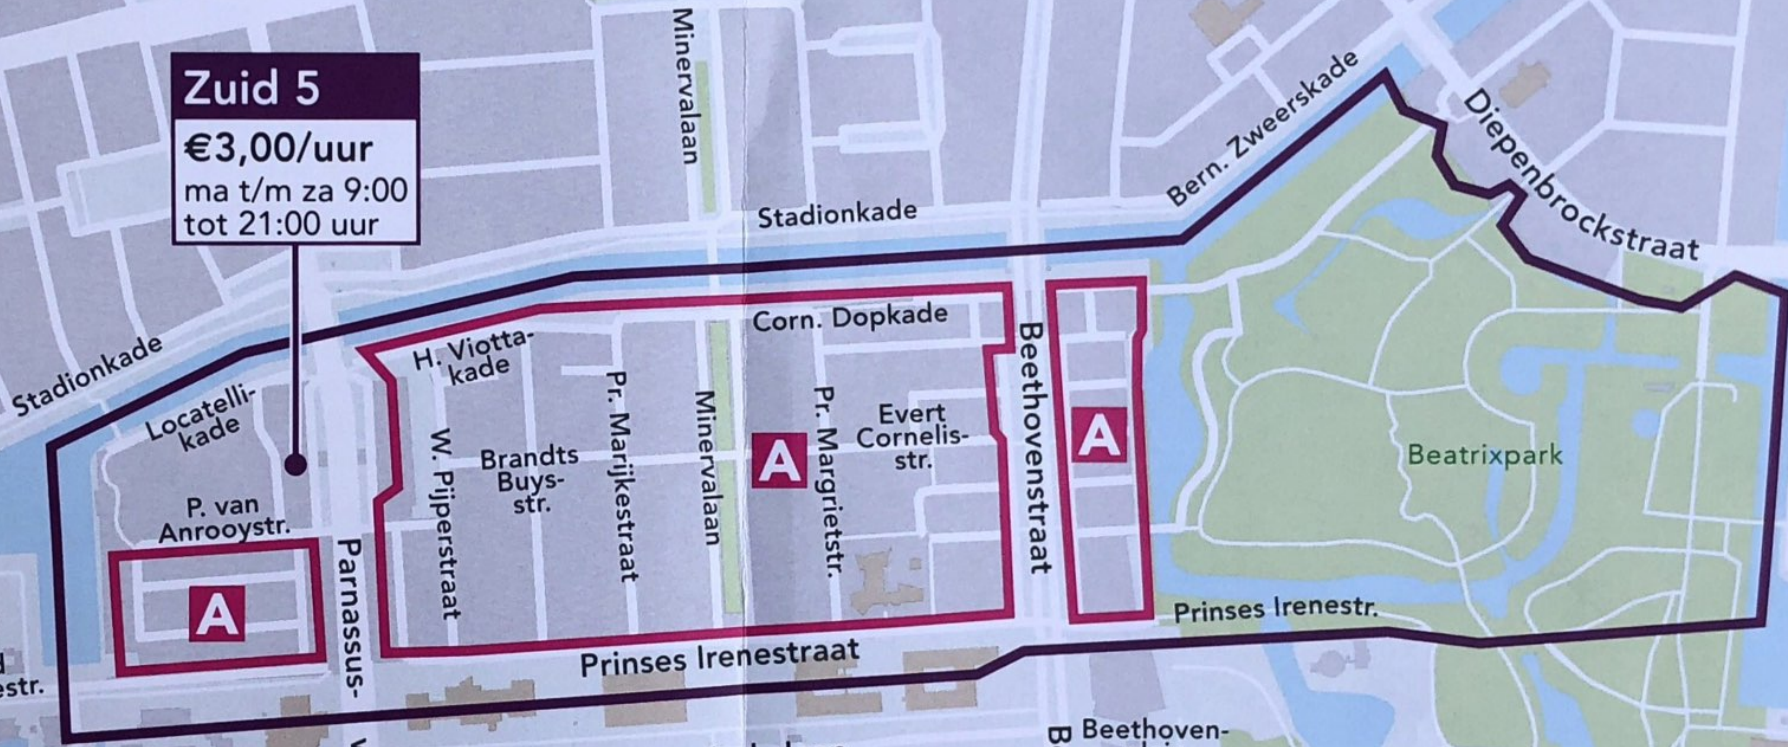 Minervalaan
Zuid 5
€3,00/uur
ma t/m za 9:00
tot 21:00 uur
Bern. Zweerskade
Diepenbrockstraat
Stadionkade
Stadionkade
Corn. Dopkade
H. Viotta-
kade
Locatelli-
kade
Beethovenstraat
Pr. Marijkestraat
Minervalaan
Pr. Margrietstr.
Evert
Cornelis-
str.
A
A
W. Pijperstraat
Brandts
Buys-
str.
Beatrixpark
P. van
Anrooystr.
Parnassus-
A
Prinses Irenestr.
Prinses Irenestraat
estr.
B
Beethoven-